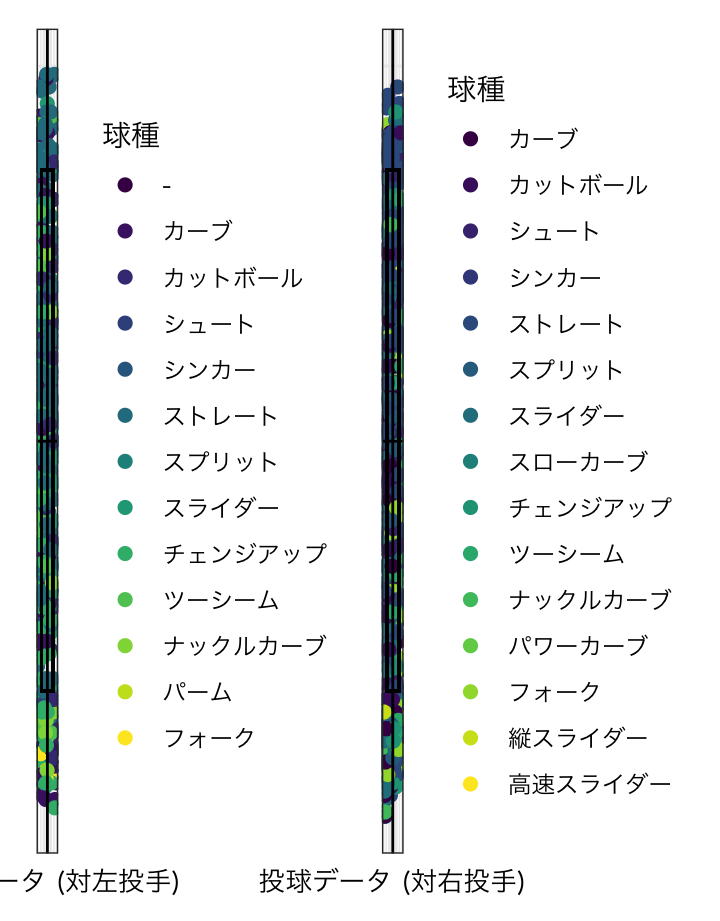 球種
-
カーブ
カットボール
シュート
シンカー
ストレート
スプリット
スライダー
チェンジアップ
ツーシーム
ナックルカーブ
パーム
フォーク
ータ (対左投手)
球種
カーブ
カットボール
シュート
シンカー
ストレート
スプリット
スライダー
スローカーブ
チェンジアップ
ツーシーム
ナックルカーブ
パワーカーブ
フォーク
縦スライダー
高速スライダー
投球データ (対右投手)